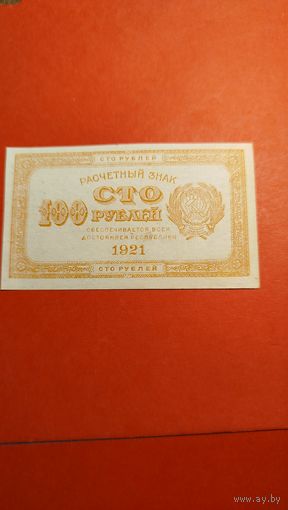 СТО РУБЛЕЙ
РАСЧЕТНЫЙ ЗНАК
СТО
100 РУБЛЕЙ
ОБЕСПЕЧИВАЕТСЯ ВСЕМ
ДОСТОЯНИЕМ РЕСПУБЛИКИ
1921
СТО РУБЛЕЙ
www.ay.by